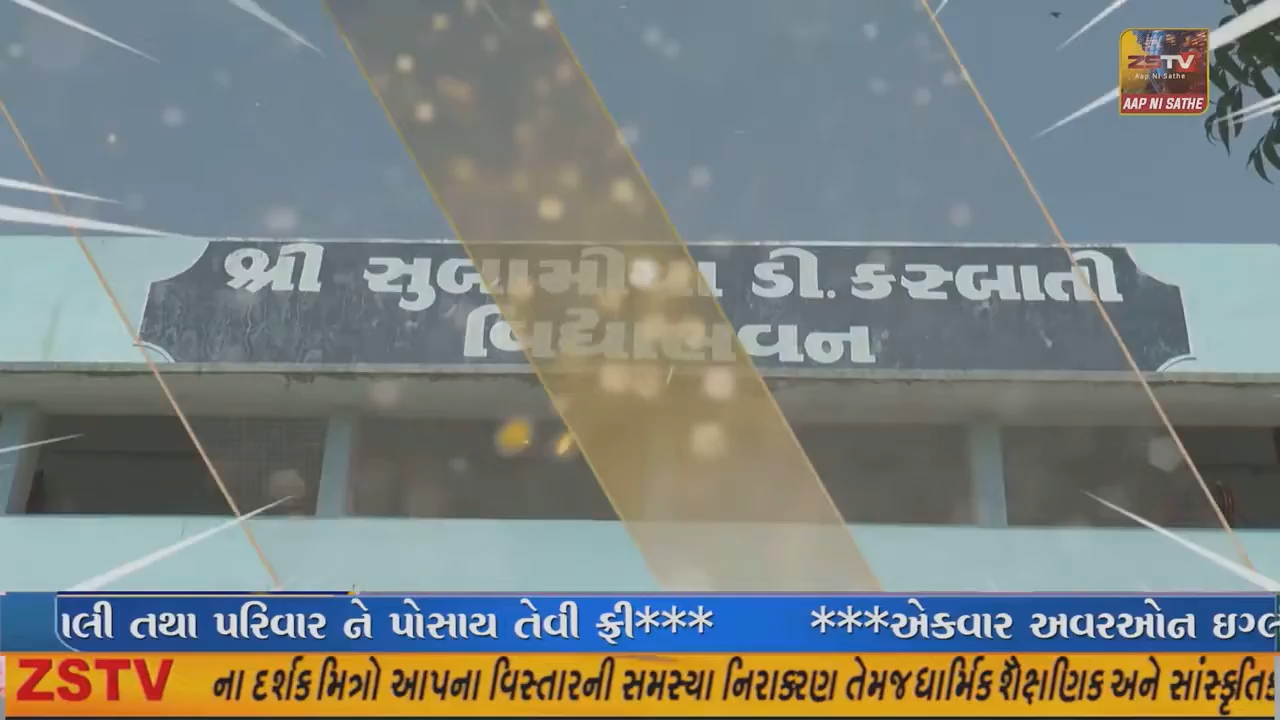 ZSTV
Aap Ni Sathe
AAP NI SATHE
શ્રી સુબામીયા ડી. કરબાતી
વિદ્યાભવન
ાલી તથા પરિવાર ને પોસાય તેવી ફ્રી*** ***એકવાર અવરઓન ઇગ્લ
ZSTV ના દર્શક મિત્રો આપના વિસ્તારની સમસ્યા નિરાકરણ તેમજ ધાર્મિક શૈક્ષણિક અને સાંસ્કૃતિક